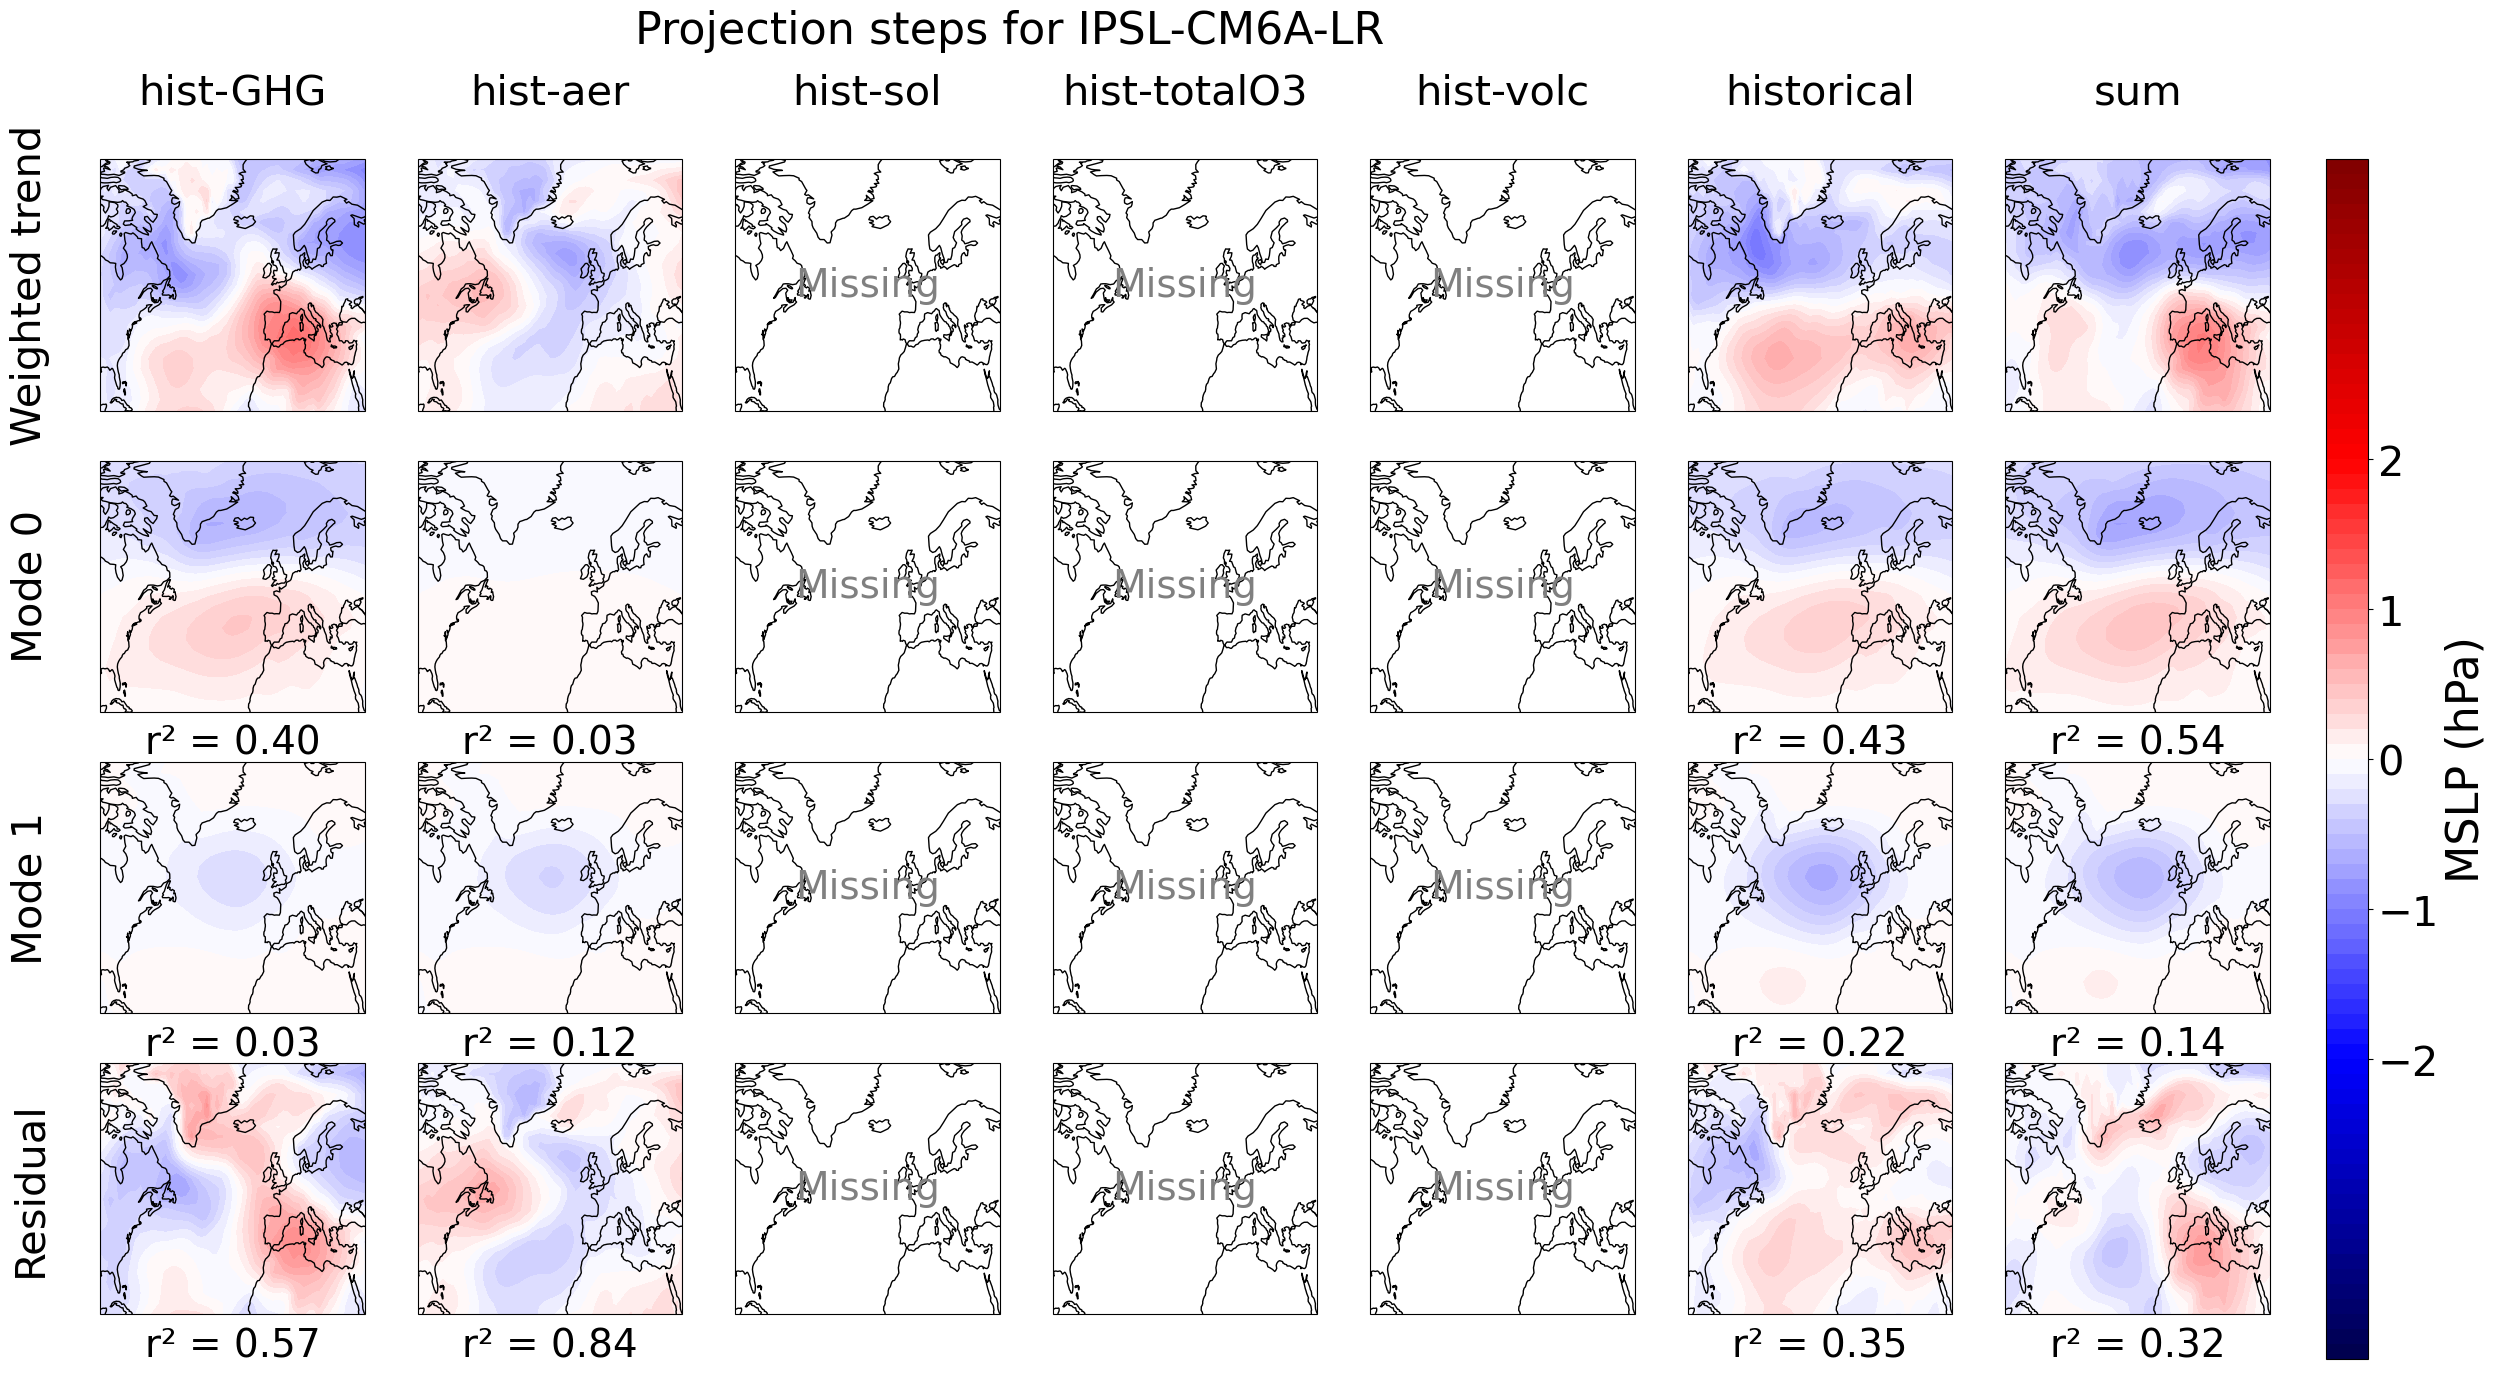 Projection steps for IPSL-CM6A-LR
hist-GHG hist-aer hist-sol hist-totalO3 hist-volc historical sum
Weighted trend
Missing Missing Missing
Mode 0
Missing Missing Missing
r² = 0.40 r² = 0.03 r² = 0.43 r² = 0.54
Mode 1
Missing Missing Missing
r² = 0.03 r² = 0.12 r² = 0.22 r² = 0.14
Residual
Missing Missing Missing
r² = 0.57 r² = 0.84 r² = 0.35 r² = 0.32
2
1
0
−1
−2
MSLP (hPa)